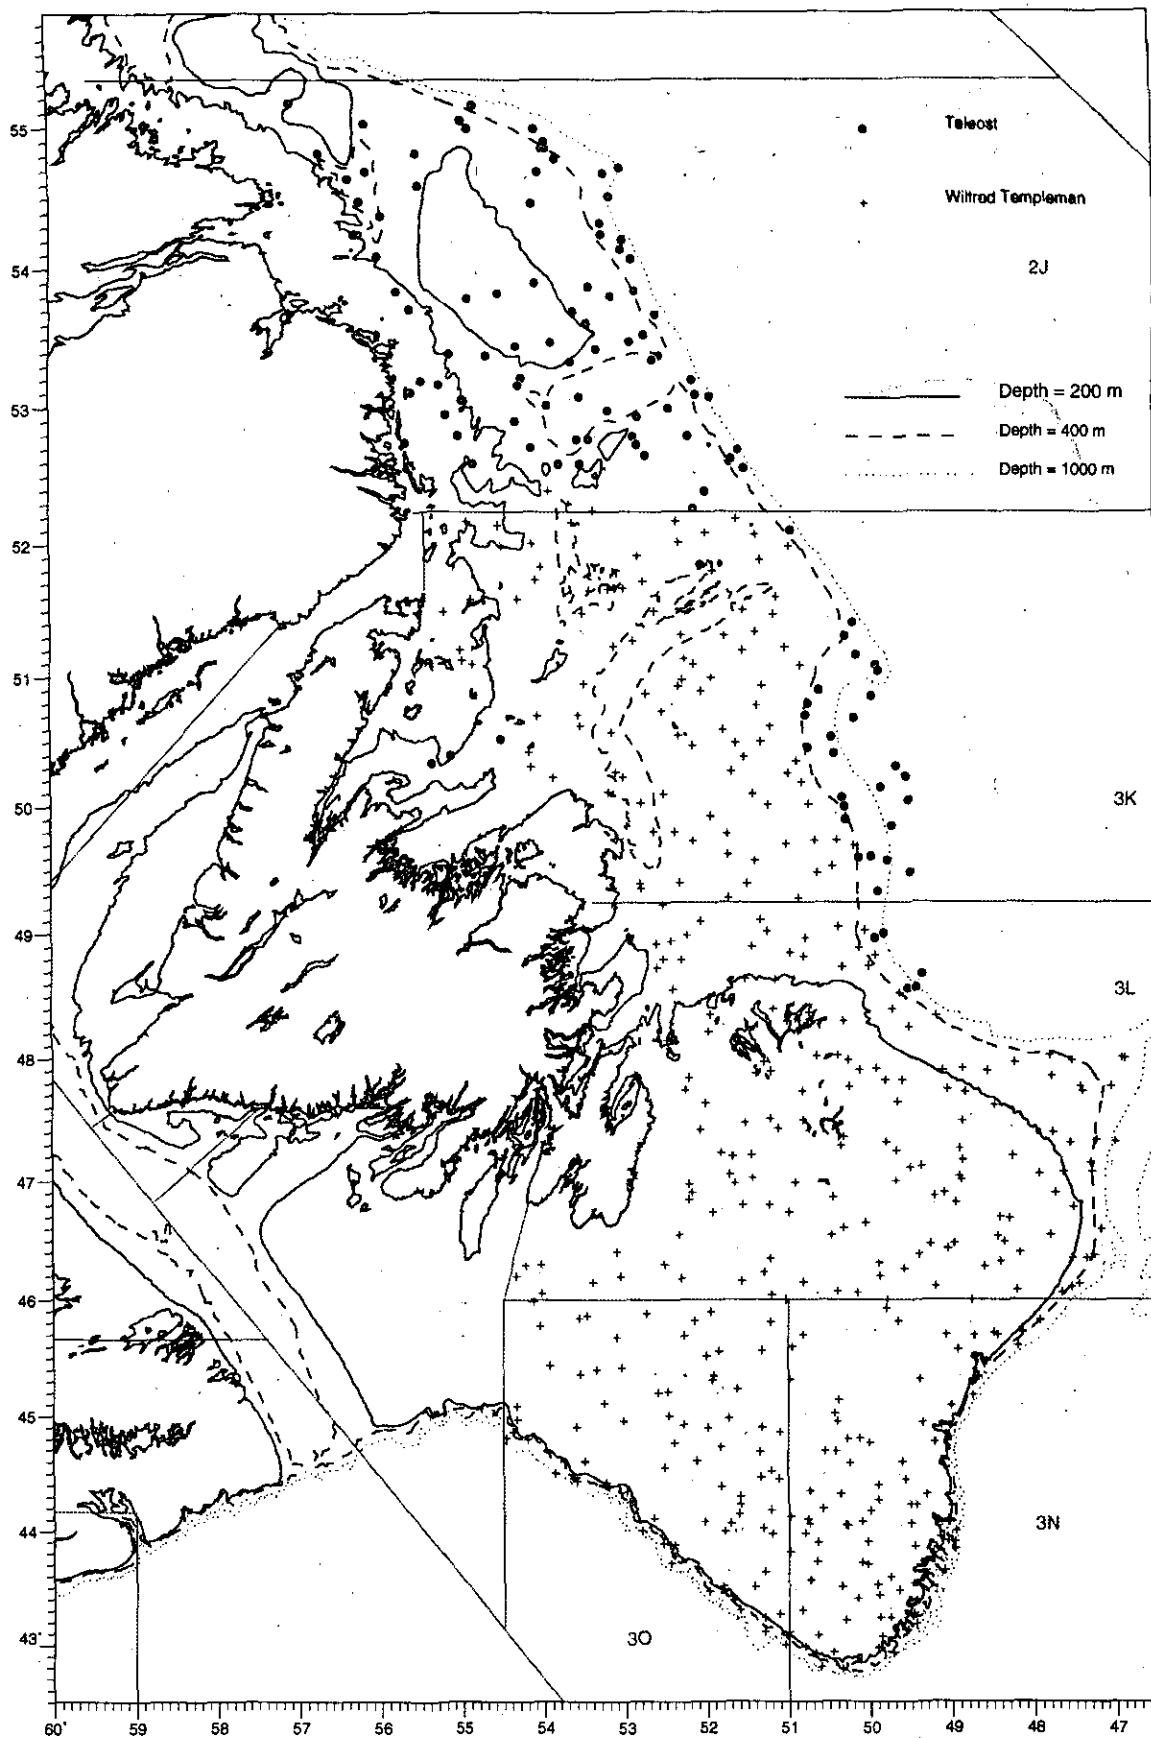 Teleost
Wilfred Templeman
2J
Depth = 200 m
Depth = 400 m
Depth = 1000 m
3K
3L
3N
3O
55
54
53
52
51
50
49
48
47
46
45
44
43°
60° 59 58 57 56 55 54 53 52 51 50 49 48 47